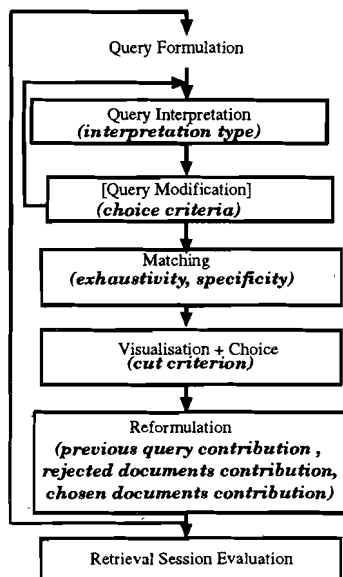 Query Formulation
Query Interpretation
(interpretation type)
[Query Modification]
(choice criteria)
Matching
(exhaustivity, specificity)
Visualisation + Choice
(cut criterion)
Reformulation
(previous query contribution ,
rejected documents contribution,
chosen documents contribution)
Retrieval Session Evaluation